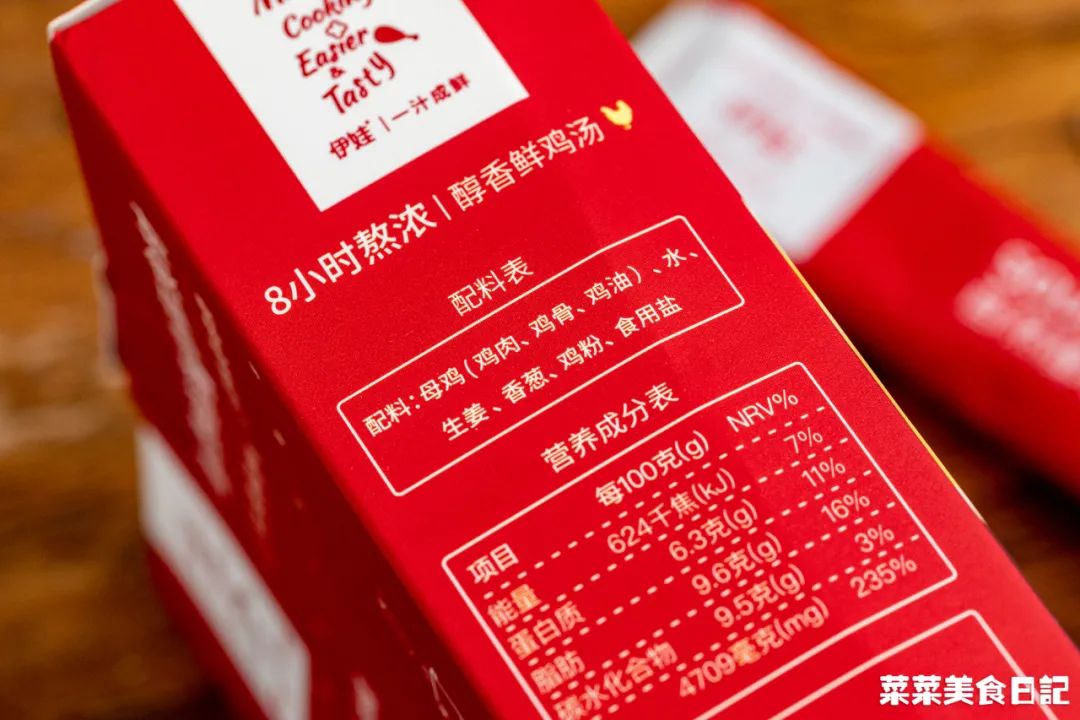 Cooking
Easier
&
Tasty
伊娃|一汁成鲜
8小时熬浓|醇香鲜鸡汤
配料表
配料:母鸡(鸡肉、鸡骨、鸡油)、水、
生姜、香葱、鸡粉、食用盐
营养成分表
项目 每100克(g) NRV%
能量 624千焦(kJ) 7%
蛋白质 6.3克(g) 11%
脂肪 9.6克(g) 16%
碳水化合物 9.5克(g) 3%
4709毫克(mg) 235%
菜菜美食日記